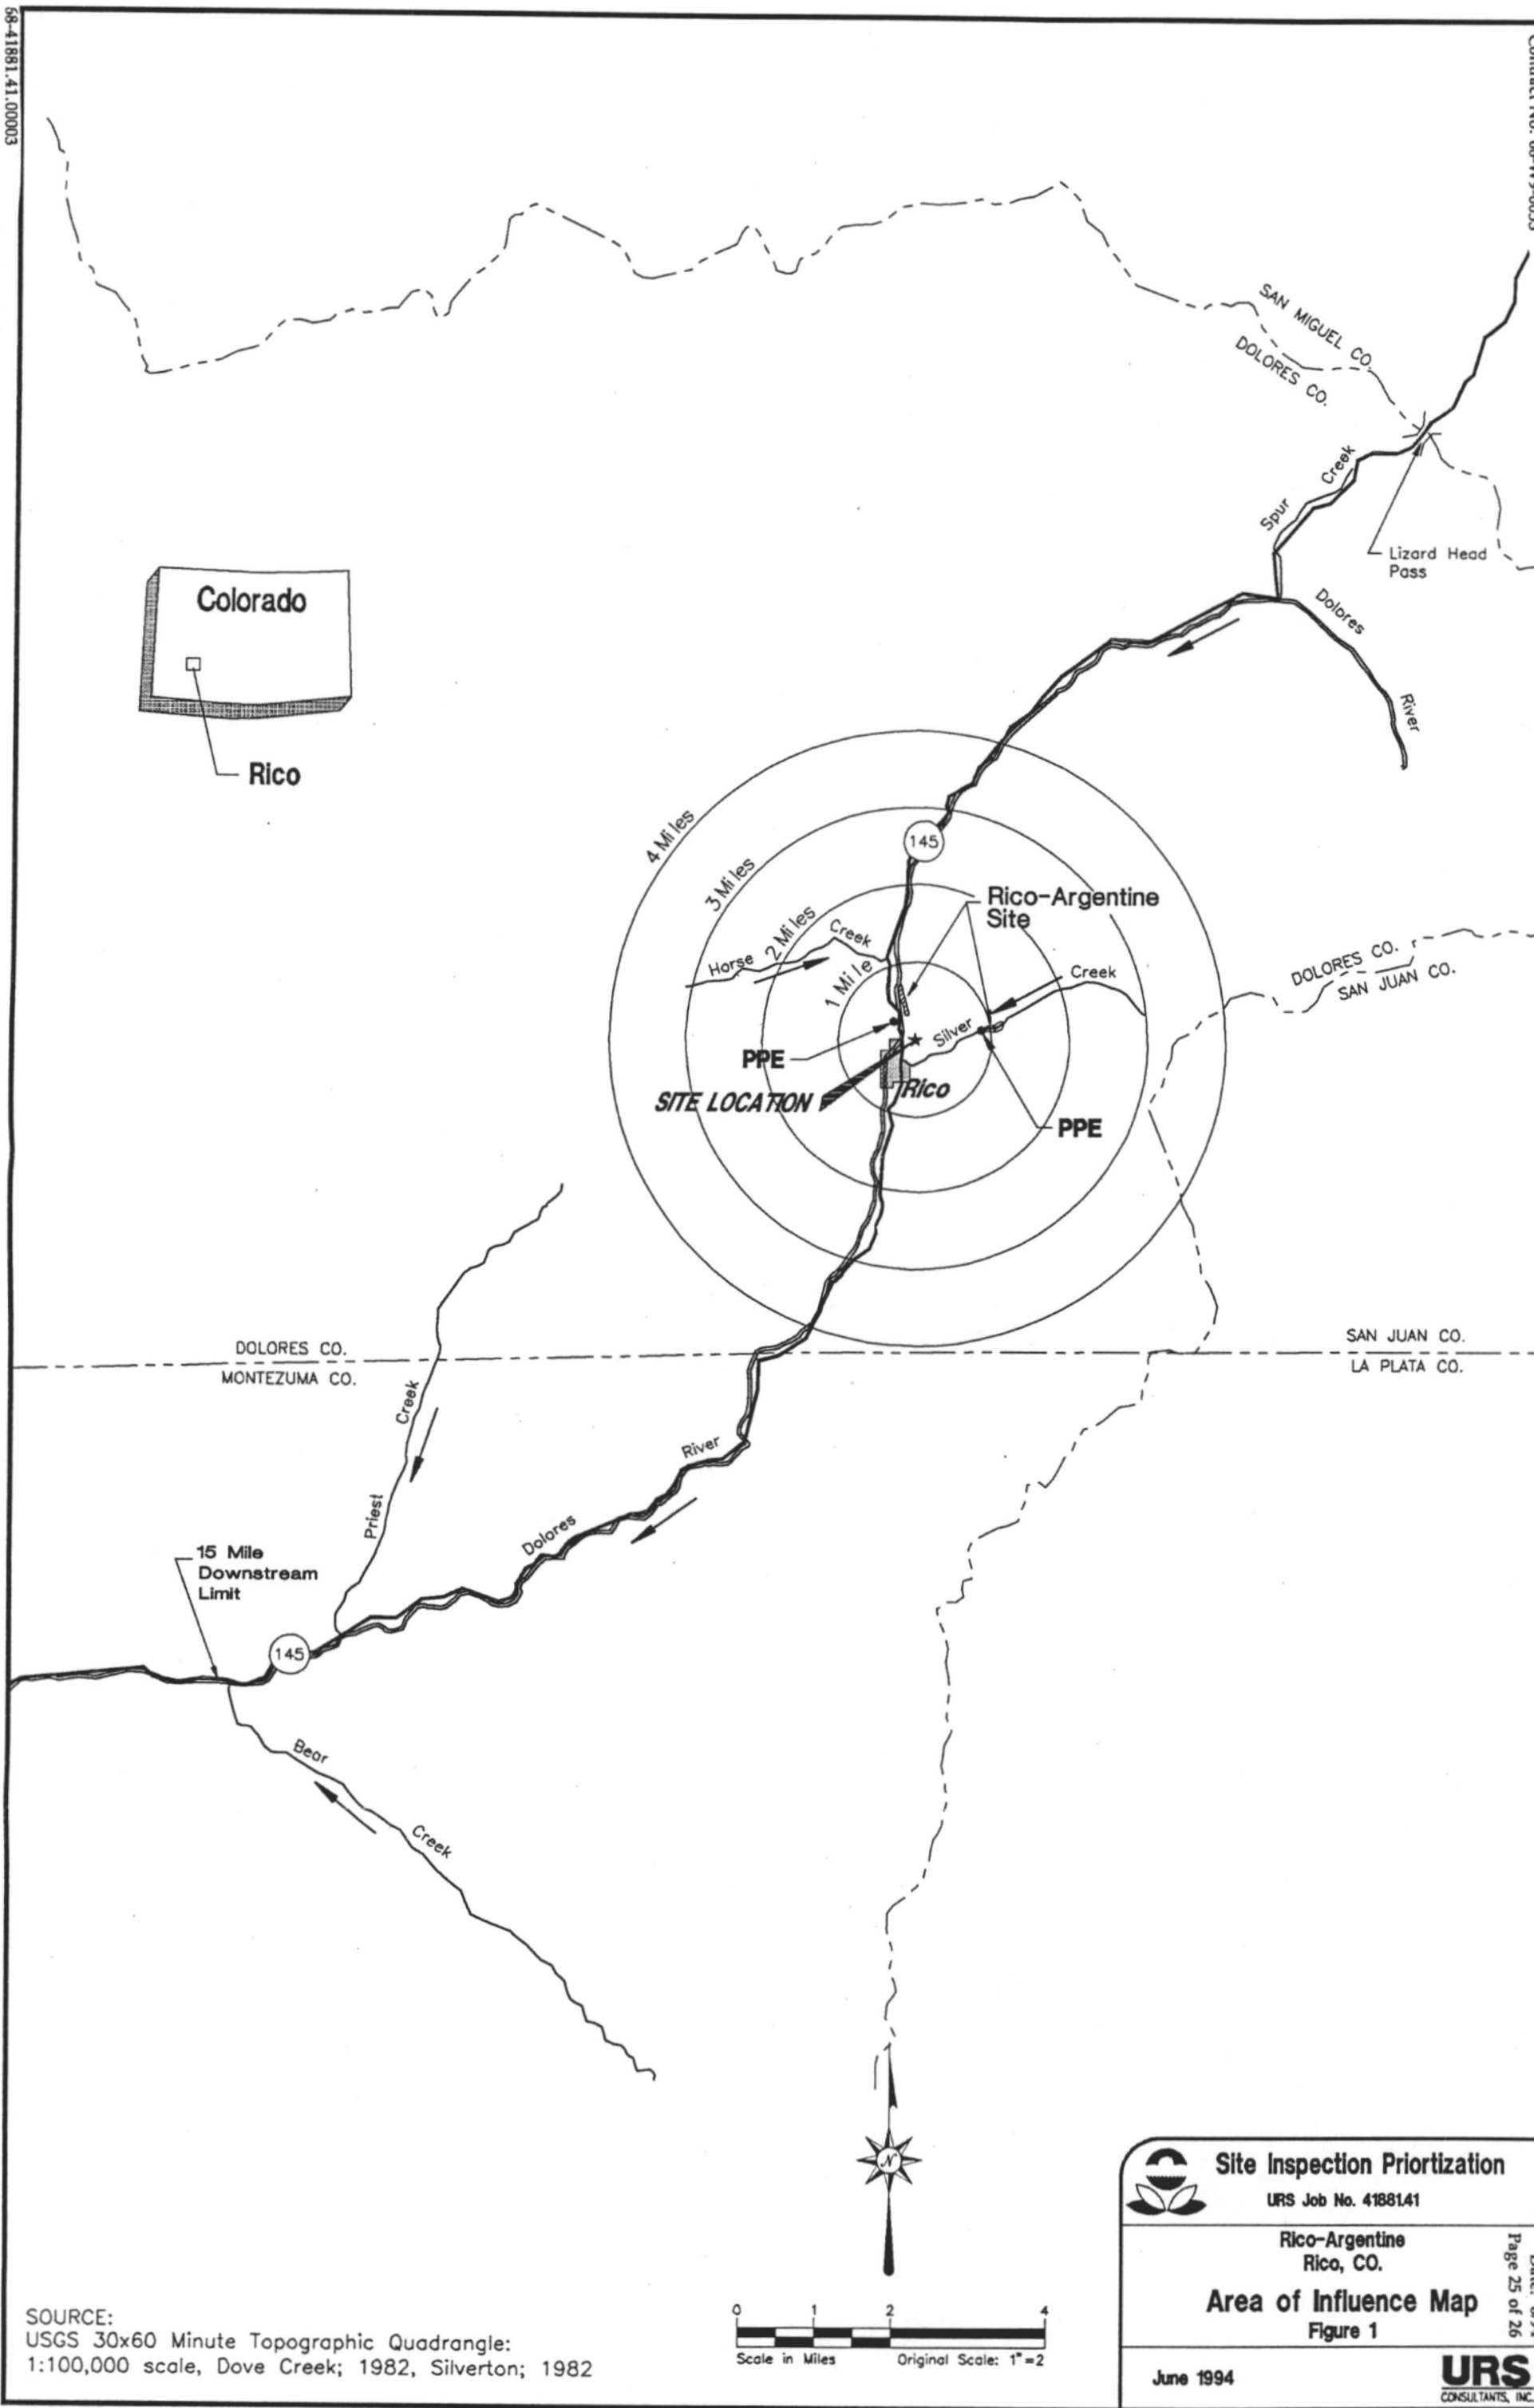 68-41881.41.00003
SAN MIGUEL CO.
DOLORES CO.
Spur Creek
Lizard Head
Pass
Dolores
River
Colorado
Rico
4 Miles
3 Miles
2 Miles
1 Mile
145
Rico-Argentine
Site
Horse Creek
Silver Creek
DOLORES CO.
SAN JUAN CO.
PPE
SITE LOCATION
Rico
PPE
DOLORES CO.
MONTEZUMA CO.
SAN JUAN CO.
LA PLATA CO.
Priest Creek
Dolores River
15 Mile
Downstream
Limit
145
Bear Creek
N
SOURCE:
USGS 30x60 Minute Topographic Quadrangle:
1:100,000 scale, Dove Creek; 1982, Silverton; 1982
0 1 2 4
Scale in Miles Original Scale: 1"=2
Site Inspection Priortization
URS Job No. 41881.41
Rico-Argentine
Rico, CO.
Area of Influence Map
Figure 1
Page 25 of 26
June 1994
URS
CONSULTANTS, INC.